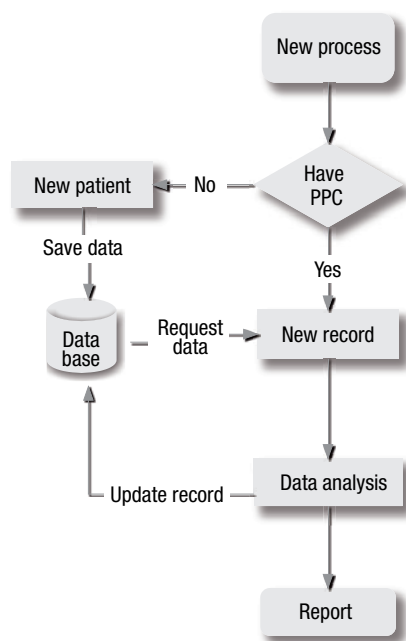 New process
Have
PPC
No
New patient
Save data
Yes
Data
base
Request
data
New record
Data analysis
Update record
Report